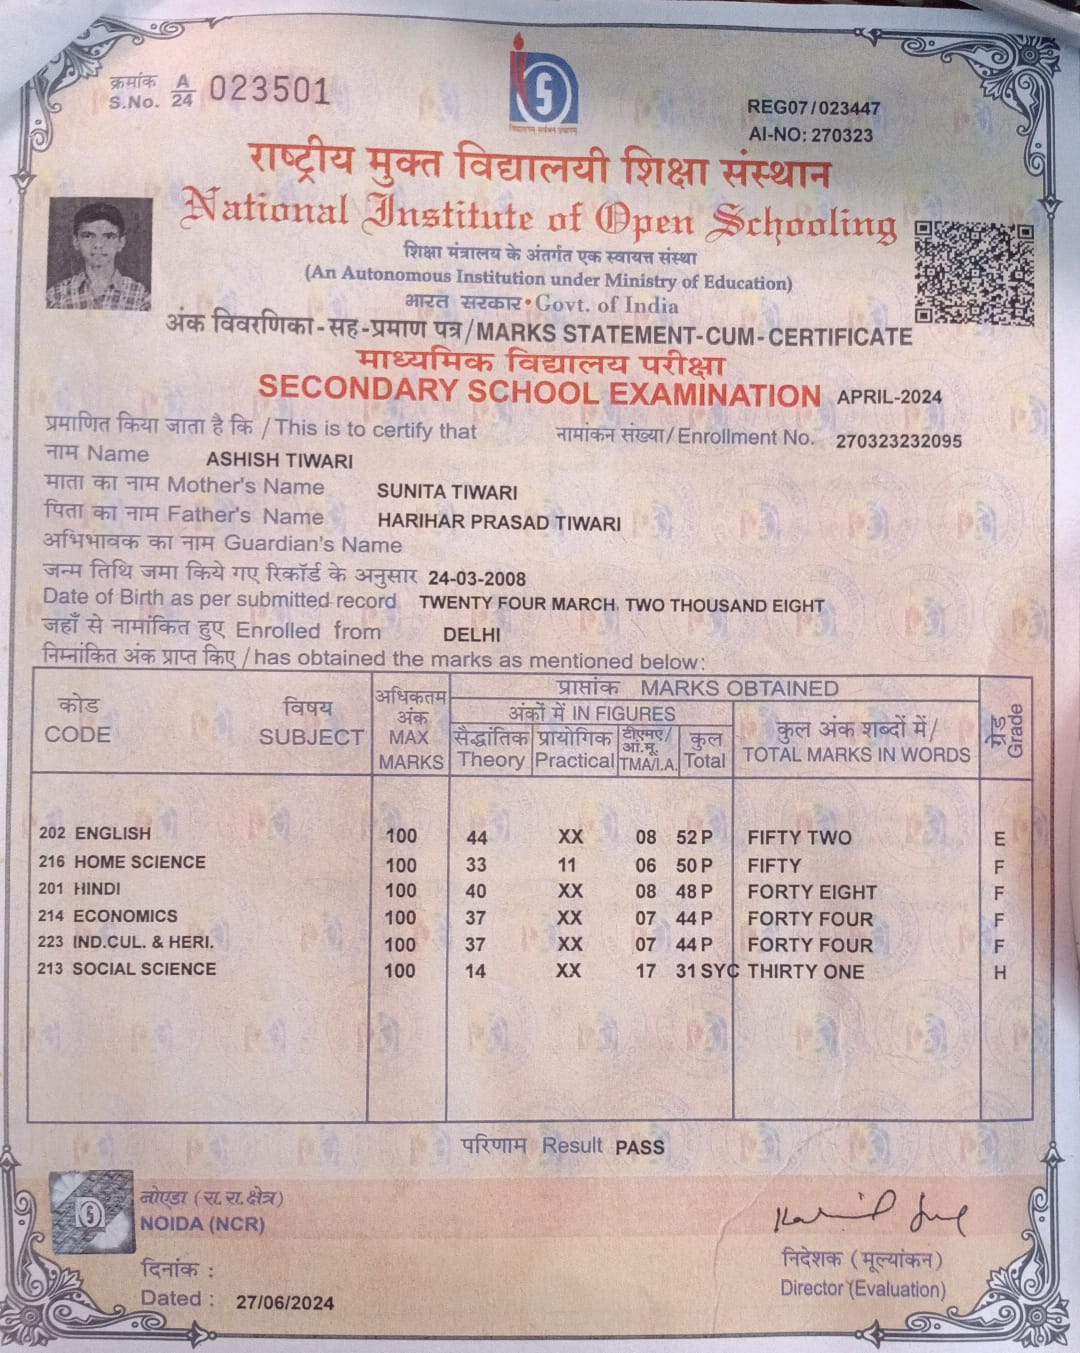 क्रमांक A
S.No. 24 023501
REG07/023447
AI-NO: 270323
राष्ट्रीय मुक्त विद्यालयी शिक्षा संस्थान
National Institute of Open Schooling
शिक्षा मंत्रालय के अंतर्गत एक स्वायत्त संस्था
(An Autonomous Institution under Ministry of Education)
भारत सरकार • Govt. of India
अंक विवरणिका-सह-प्रमाण पत्र/MARKS STATEMENT-CUM-CERTIFICATE
माध्यमिक विद्यालय परीक्षा
SECONDARY SCHOOL EXAMINATION APRIL-2024
प्रमाणित किया जाता है कि / This is to certify that नामांकन संख्या/Enrollment No. 270323232095
नाम Name ASHISH TIWARI
माता का नाम Mother's Name SUNITA TIWARI
पिता का नाम Father's Name HARIHAR PRASAD TIWARI
अभिभावक का नाम Guardian's Name
जन्म तिथि जमा किये गए रिकॉर्ड के अनुसार 24-03-2008
Date of Birth as per submitted record TWENTY FOUR MARCH, TWO THOUSAND EIGHT
जहाँ से नामांकित हुए Enrolled from DELHI
निम्नांकित अंक प्राप्त किए / has obtained the marks as mentioned below:
कोड CODE विषय SUBJECT अधिकतम अंक MAX MARKS प्राप्तांक MARKS OBTAINED ग्रेड Grade
अंकों में IN FIGURES कुल अंक शब्दों में/ TOTAL MARKS IN WORDS
सैद्धांतिक Theory प्रायोगिक Practical टीएमए/आं.मू. TMA/I.A. कुल Total
202 ENGLISH 100 44 XX 08 52 P FIFTY TWO E
216 HOME SCIENCE 100 33 11 06 50 P FIFTY F
201 HINDI 100 40 XX 08 48 P FORTY EIGHT F
214 ECONOMICS 100 37 XX 07 44 P FORTY FOUR F
223 IND.CUL. & HERI. 100 37 XX 07 44 P FORTY FOUR F
213 SOCIAL SCIENCE 100 14 XX 17 31 SYC THIRTY ONE H
परिणाम Result PASS
नोएडा (रा.रा.क्षेत्र)
NOIDA (NCR)
दिनांक :
Dated : 27/06/2024
निदेशक (मूल्यांकन)
Director (Evaluation)